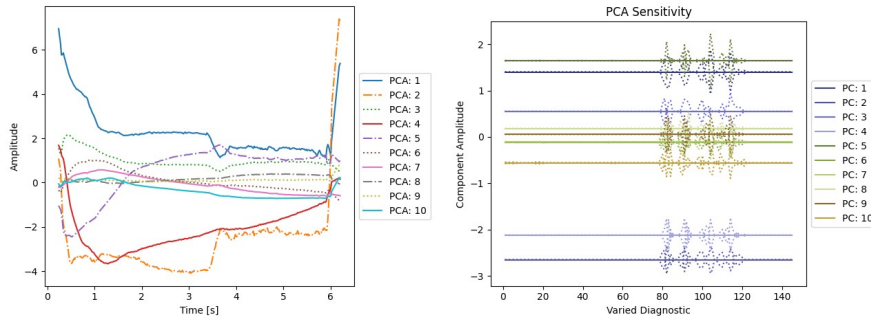 6
4
2
0
−2
−4
Amplitude
0
1
2
3
4
5
6
Time [s]
PCA: 1
PCA: 2
PCA: 3
PCA: 4
PCA: 5
PCA: 6
PCA: 7
PCA: 8
PCA: 9
PCA: 10
PCA Sensitivity
2
1
0
−1
−2
−3
Component Amplitude
0
20
40
60
80
100
120
140
Varied Diagnostic
PC: 1
PC: 2
PC: 3
PC: 4
PC: 5
PC: 6
PC: 7
PC: 8
PC: 9
PC: 10